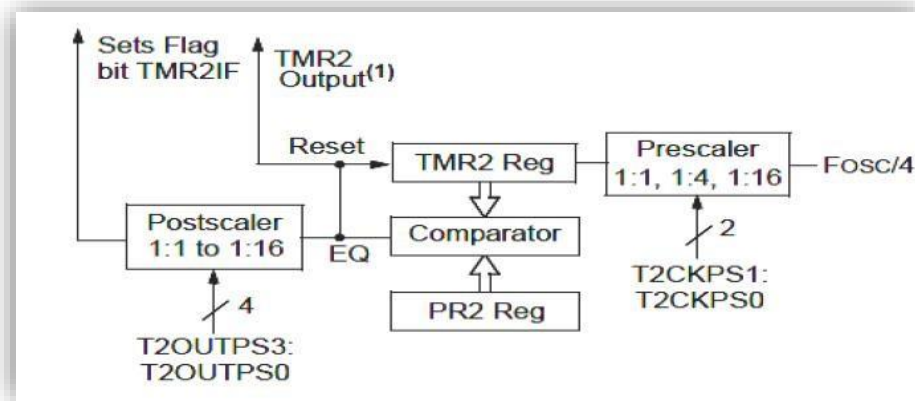 Sets Flag
bit TMR2IF
TMR2
Output(1)
Reset
TMR2 Reg
Prescaler
1:1, 1:4, 1:16
Fosc/4
Postscaler
1:1 to 1:16
EQ
Comparator
2
T2CKPS1:
T2CKPS0
4
PR2 Reg
T2OUTPS3:
T2OUTPS0